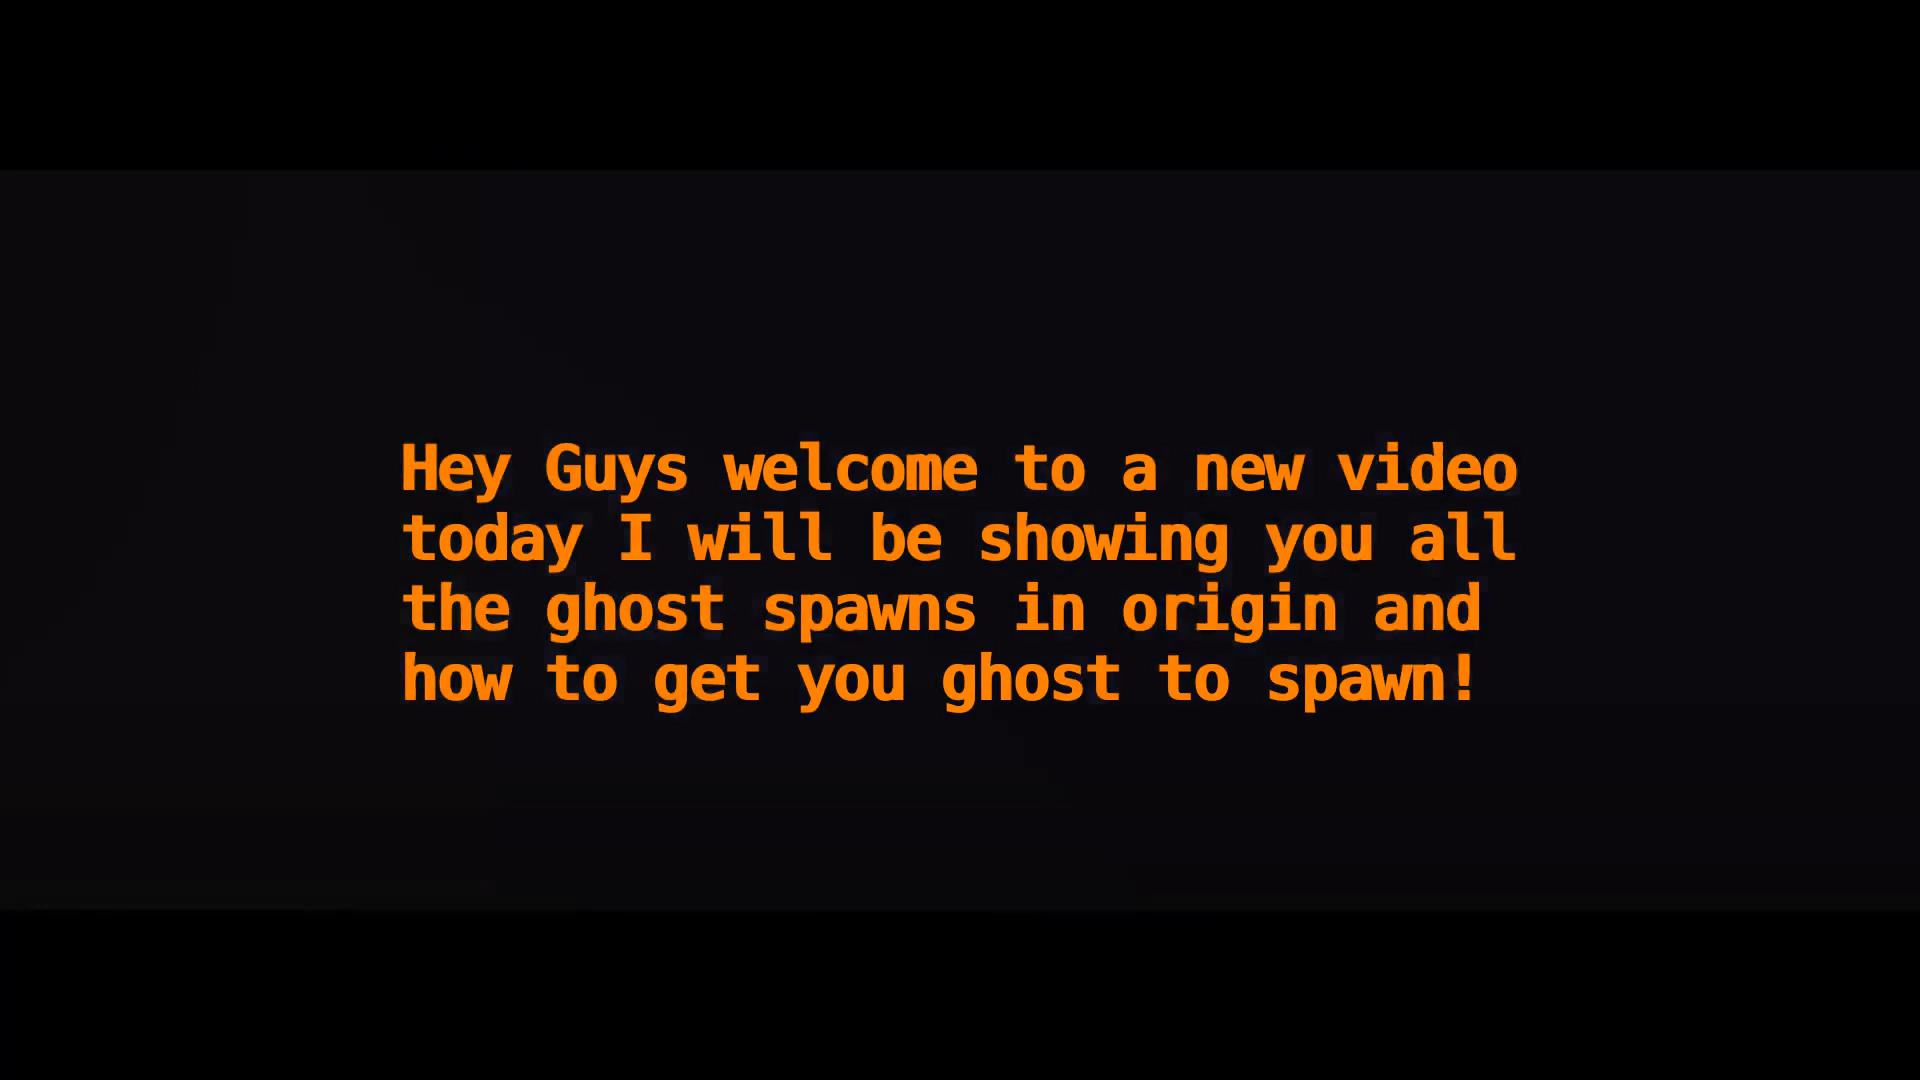 Hey Guys welcome to a new video
today I will be showing you all
the ghost spawns in origin and
how to get you ghost to spawn!